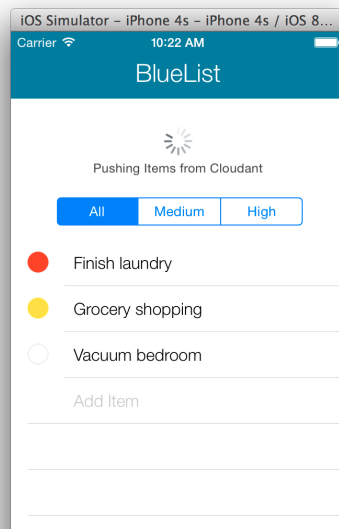 iOS Simulator – iPhone 4s – iPhone 4s / iOS 8...
Carrier 10:22 AM
BlueList
Pushing Items from Cloudant
All Medium High
Finish laundry
Grocery shopping
Vacuum bedroom
Add Item